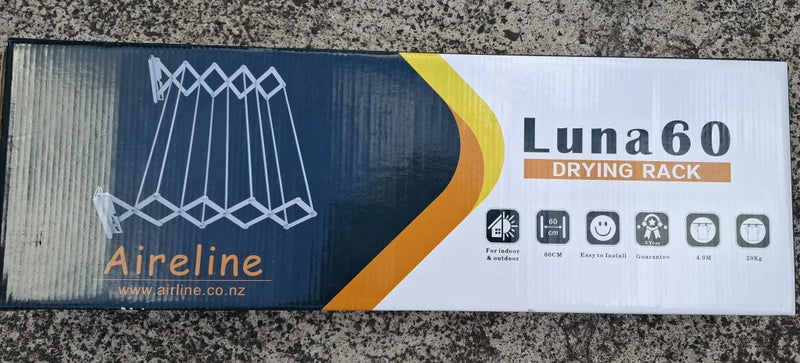 Aireline
www.airline.co.nz
Luna60
DRYING RACK
60
cm
For indoor
& outdoor
60CM
Easy to Install
Guarantee
4.9M
20Kg